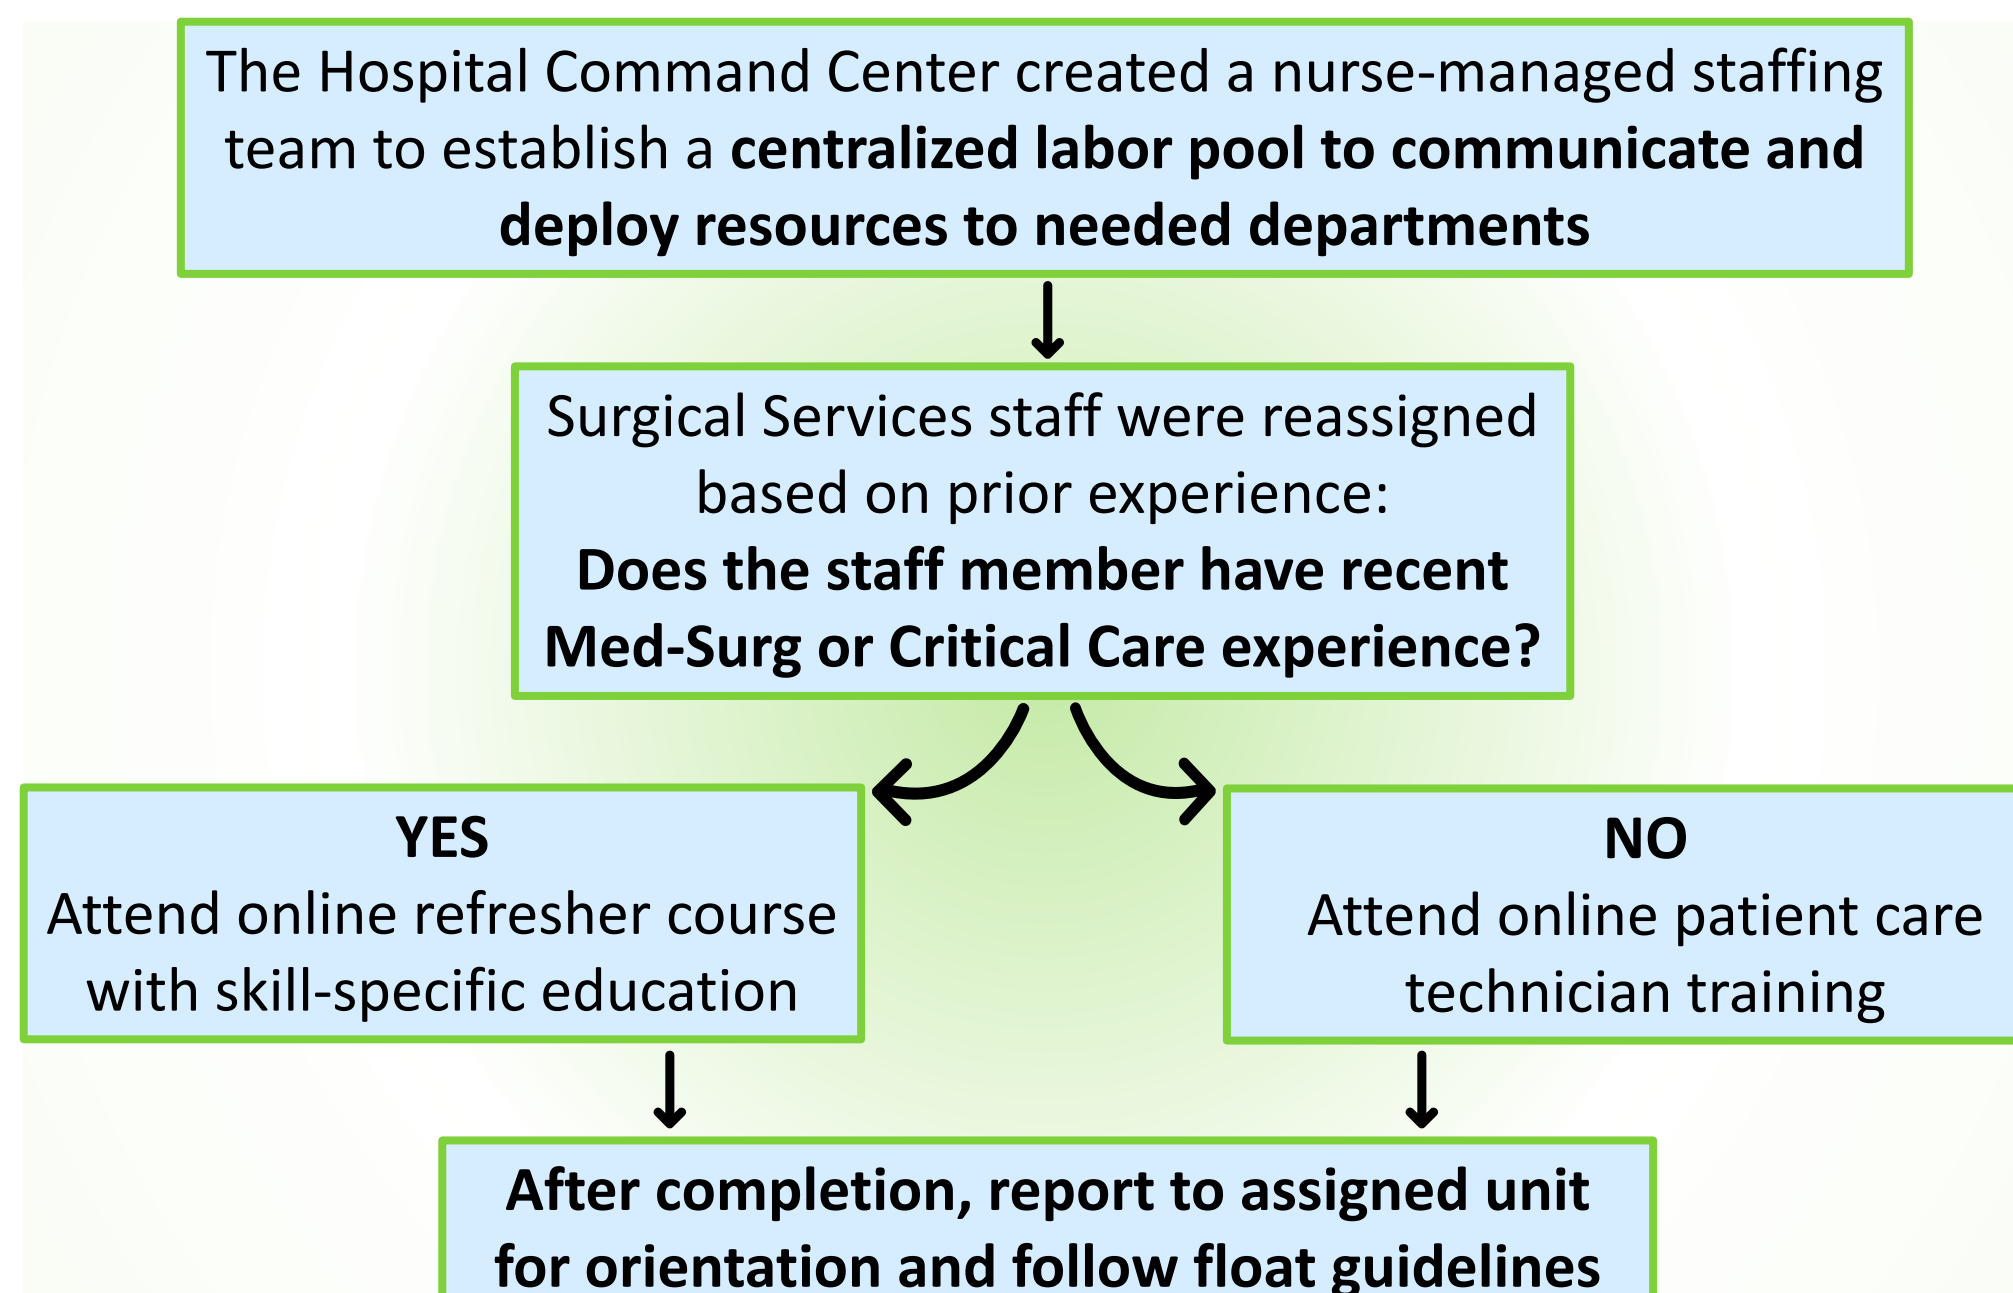 The Hospital Command Center created a nurse-managed staffing
team to establish a centralized labor pool to communicate and
deploy resources to needed departments
Surgical Services staff were reassigned
based on prior experience:
Does the staff member have recent
Med-Surg or Critical Care experience?
YES
Attend online refresher course
with skill-specific education
NO
Attend online patient care
technician training
After completion, report to assigned unit
for orientation and follow float guidelines